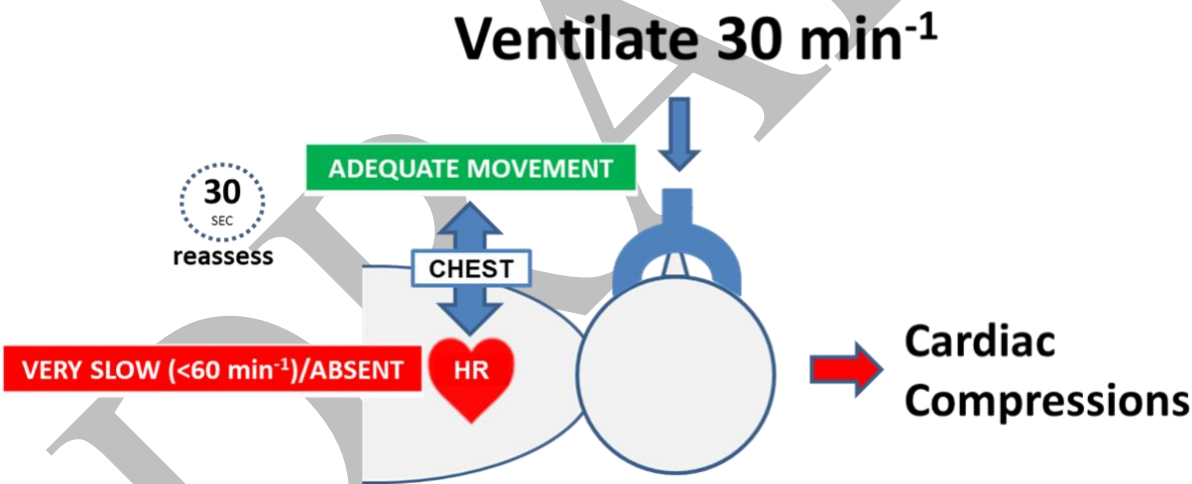 Ventilate 30 min⁻¹
ADEQUATE MOVEMENT
30
SEC
reassess
CHEST
VERY SLOW (<60 min⁻¹)/ABSENT
HR
Cardiac
Compressions